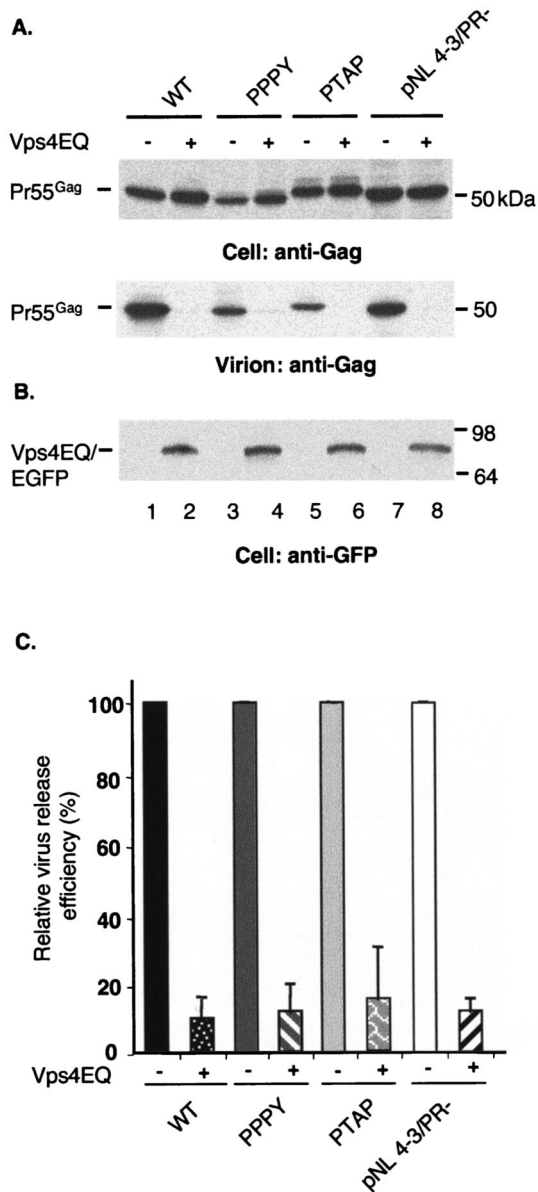 A.
WT PPPY PTAP pNL 4-3/PR-
Vps4EQ - + - + - + - +
Pr55Gag 50 kDa
Cell: anti-Gag
Pr55Gag 50
Virion: anti-Gag
B.
98
Vps4EQ/
EGFP
64
1 2 3 4 5 6 7 8
Cell: anti-GFP
C.
Relative virus release
efficiency (%)
100
80
60
40
20
0
Vps4EQ - + - + - + - +
WT PPPY PTAP pNL 4-3/PR-